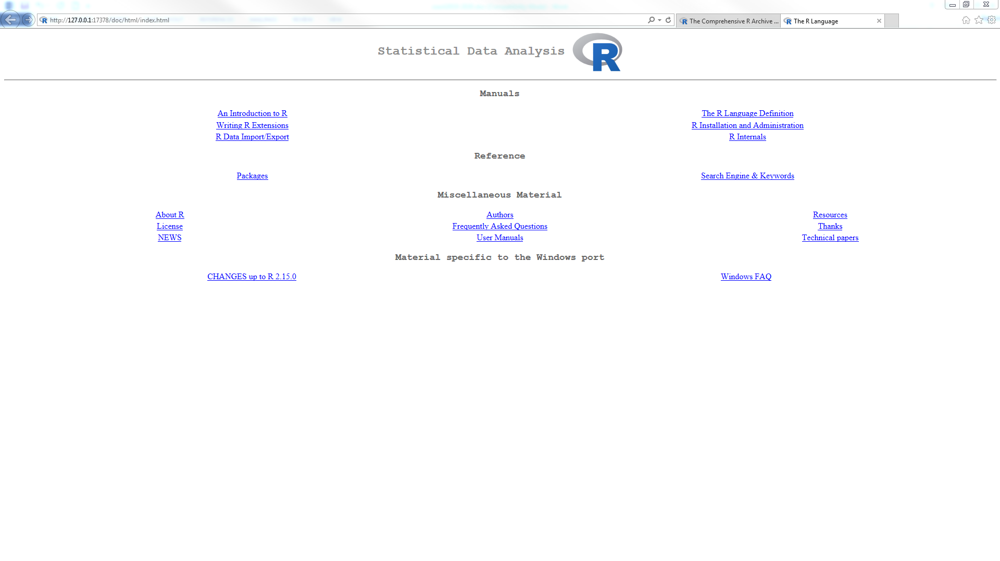 http://127.0.0.1:17378/doc/html/index.html
The Comprehensive R Archive ...
The R Language
Statistical Data Analysis R
Manuals
An Introduction to R The R Language Definition
Writing R Extensions R Installation and Administration
R Data Import/Export R Internals
Reference
Packages Search Engine & Keywords
Miscellaneous Material
About R Authors Resources
License Frequently Asked Questions Thanks
NEWS User Manuals Technical papers
Material specific to the Windows port
CHANGES up to R 2.15.0 Windows FAQ